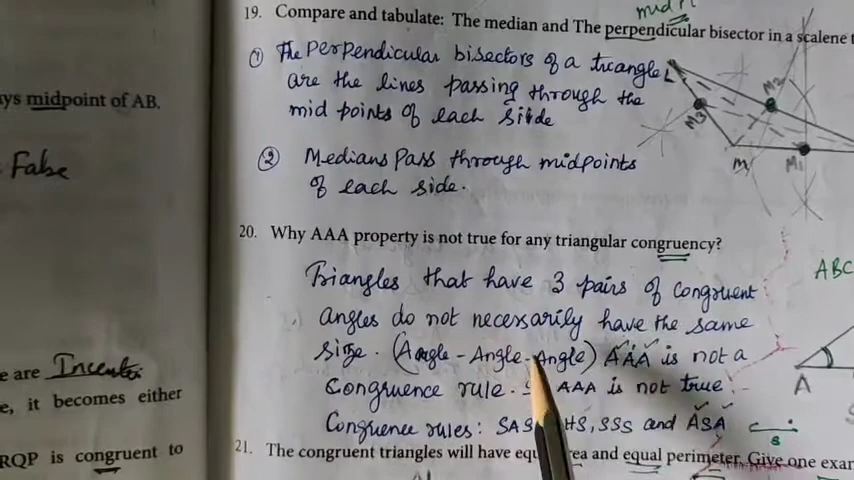 ys midpoint of AB.
False
e are Incentre
e, it becomes either
RQP is congruent to
19. Compare and tabulate: The median and The perpendicular bisector in a scalene t
① The Perpendicular bisectors of a triangle
are the lines passing through the
mid points of each side
② Medians Pass through midpoints
of each side.
L
M3
M2
M
M1
20. Why AAA property is not true for any triangular congruency?
Triangles that have 3 pairs of congruent
angles do not necessarily have the same
size. (Angle - Angle - Angle) AAA is not a
Congruence rule. AAA is not true
Congruence rules: SAS HS, SSS and ASA
S
ABC
A
21. The congruent triangles will have equ area and equal perimeter. Give one exam